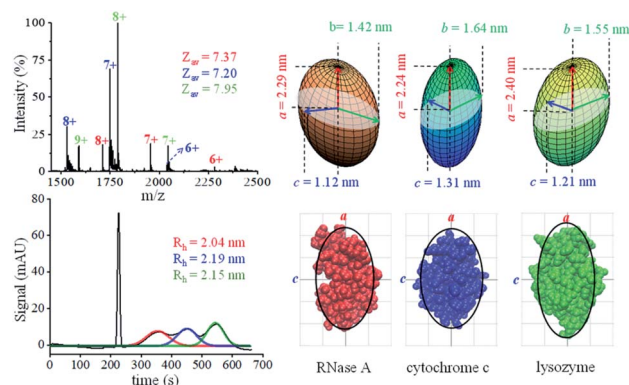 8+
7+
8+
9+
8+
7+
7+
6+
6+
Z_av = 7.37
Z_av = 7.20
Z_av = 7.95
Intensity (%)
100
75
50
25
0
1500
1750
2000
2250
2500
m/z
b= 1.42 nm
b = 1.64 nm
b = 1.55 nm
a = 2.29 nm
a = 2.24 nm
a = 2.40 nm
c = 1.12 nm
c = 1.31 nm
c = 1.21 nm
R_h = 2.04 nm
R_h = 2.19 nm
R_h = 2.15 nm
Signal (mAU)
80
60
40
20
0
0
100
200
300
400
500
600
700
time (s)
a
a
a
c
c
c
RNase A
cytochrome c
lysozyme